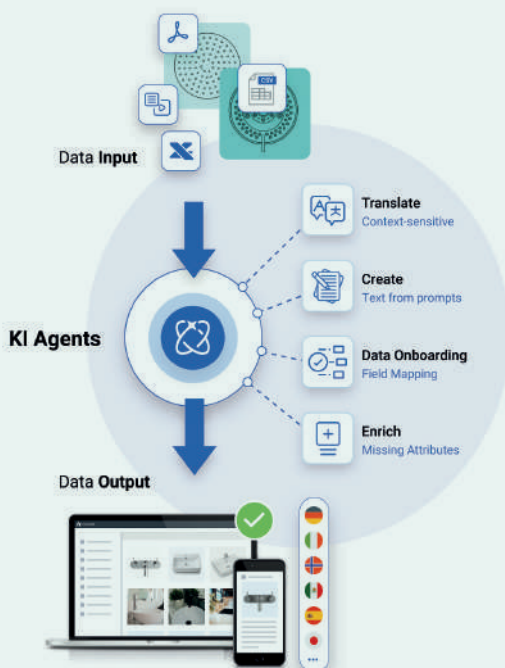 CSV
Data Input
Translate
Context-sensitive
Create
Text from prompts
KI Agents
Data Onboarding
Field Mapping
Enrich
Missing Attributes
Data Output